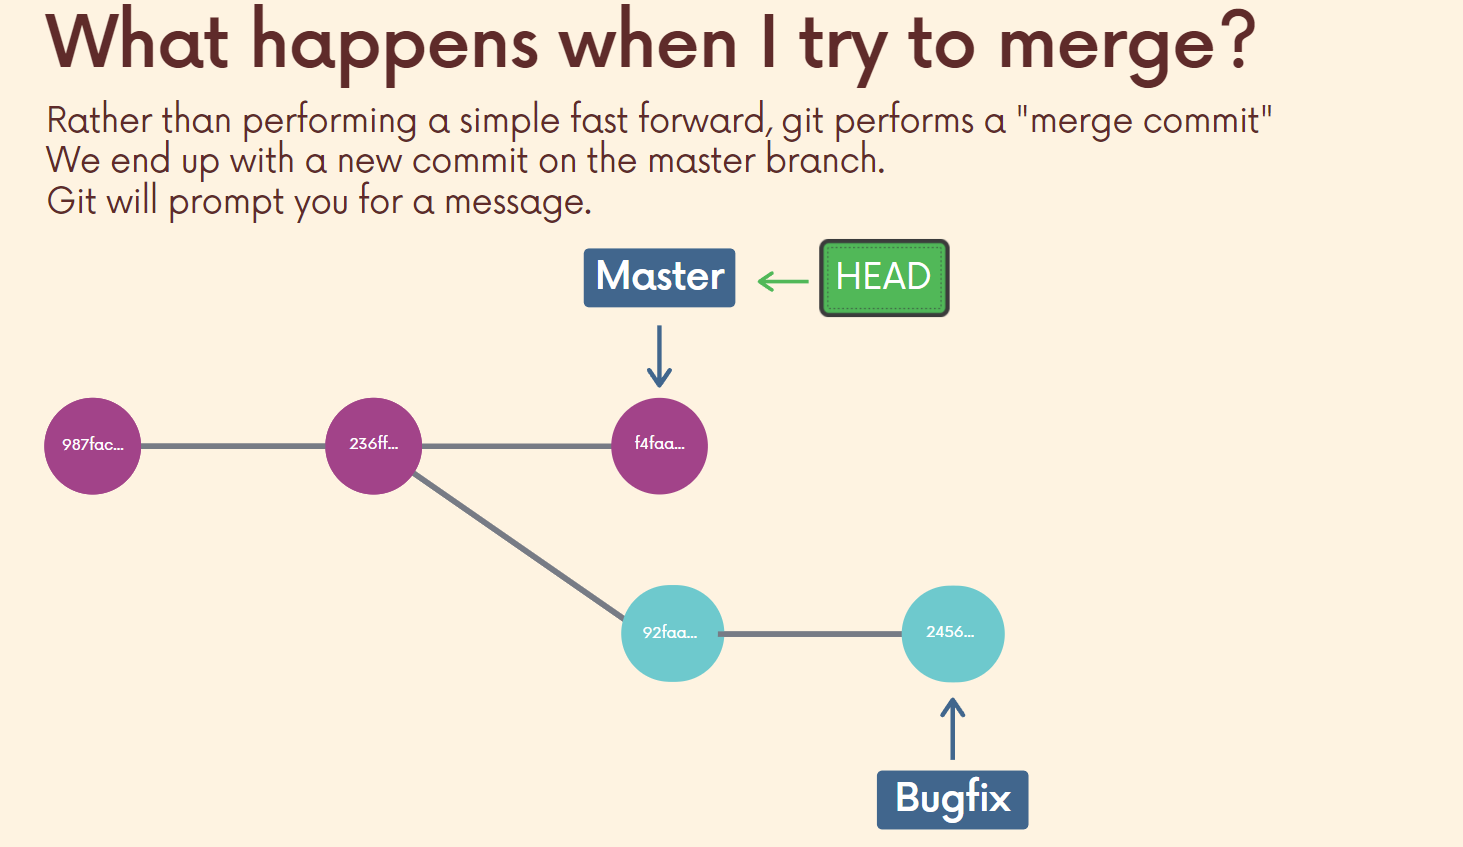 What happens when I try to merge?
Rather than performing a simple fast forward, git performs a "merge commit"
We end up with a new commit on the master branch.
Git will prompt you for a message.
Master
HEAD
987fac...
236ff...
f4faa...
92faa...
2456...
Bugfix